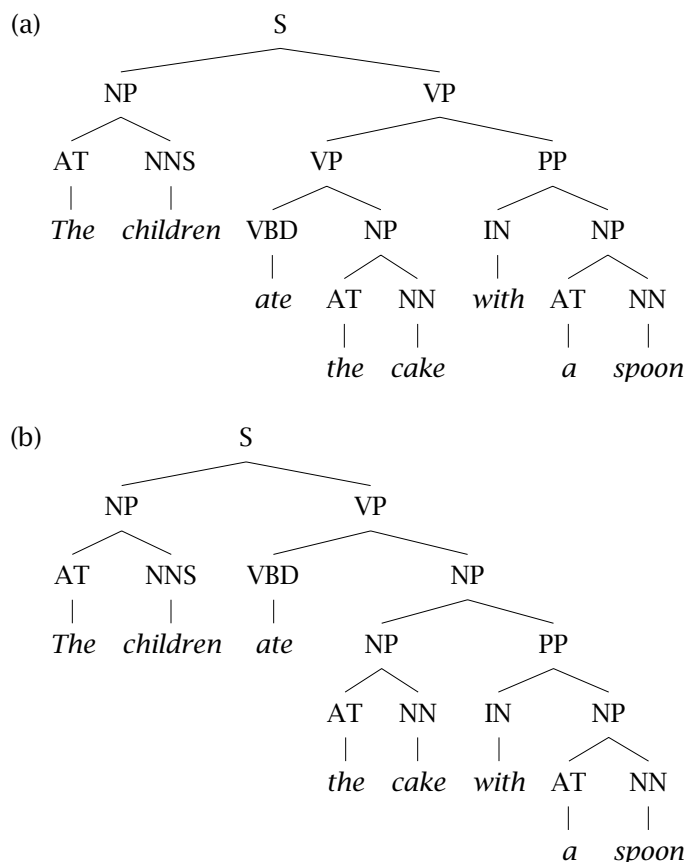 (a) S
NP VP
AT NNS VP PP
The children VBD NP IN NP
ate AT NN with AT NN
the cake a spoon
(b) S
NP VP
AT NNS VBD NP
The children ate NP PP
AT NN IN NP
the cake with AT NN
a spoon